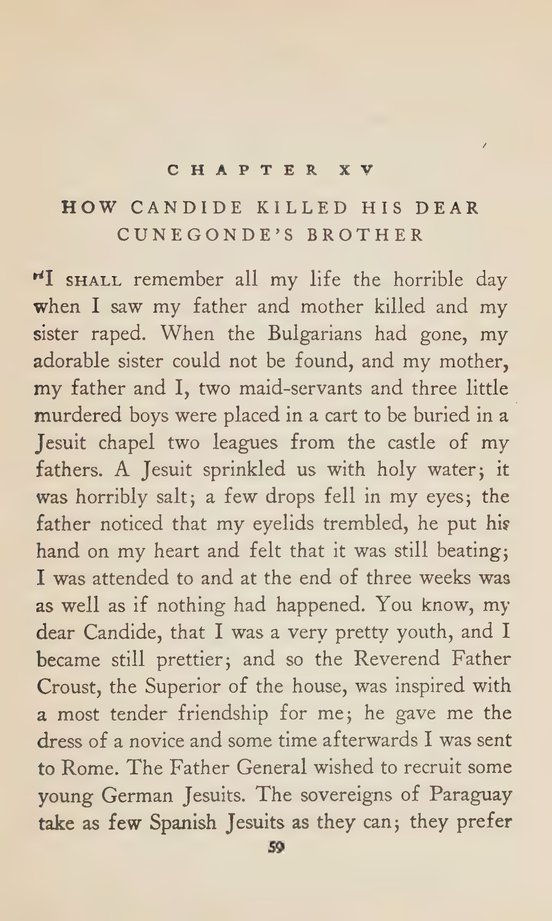 CHAPTER XV
HOW CANDIDE KILLED HIS DEAR
CUNEGONDE'S BROTHER
"I SHALL remember all my life the horrible day
when I saw my father and mother killed and my
sister raped. When the Bulgarians had gone, my
adorable sister could not be found, and my mother,
my father and I, two maid-servants and three little
murdered boys were placed in a cart to be buried in a
Jesuit chapel two leagues from the castle of my
fathers. A Jesuit sprinkled us with holy water; it
was horribly salt; a few drops fell in my eyes; the
father noticed that my eyelids trembled, he put his
hand on my heart and felt that it was still beating;
I was attended to and at the end of three weeks was
as well as if nothing had happened. You know, my
dear Candide, that I was a very pretty youth, and I
became still prettier; and so the Reverend Father
Croust, the Superior of the house, was inspired with
a most tender friendship for me; he gave me the
dress of a novice and some time afterwards I was sent
to Rome. The Father General wished to recruit some
young German Jesuits. The sovereigns of Paraguay
take as few Spanish Jesuits as they can; they prefer
59